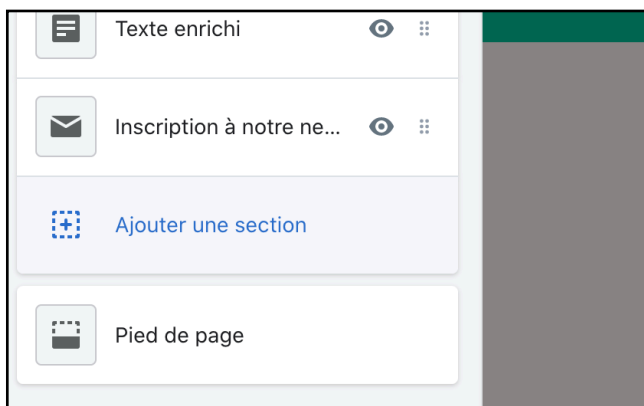 Texte enrichi
Inscription à notre ne...
Ajouter une section
Pied de page